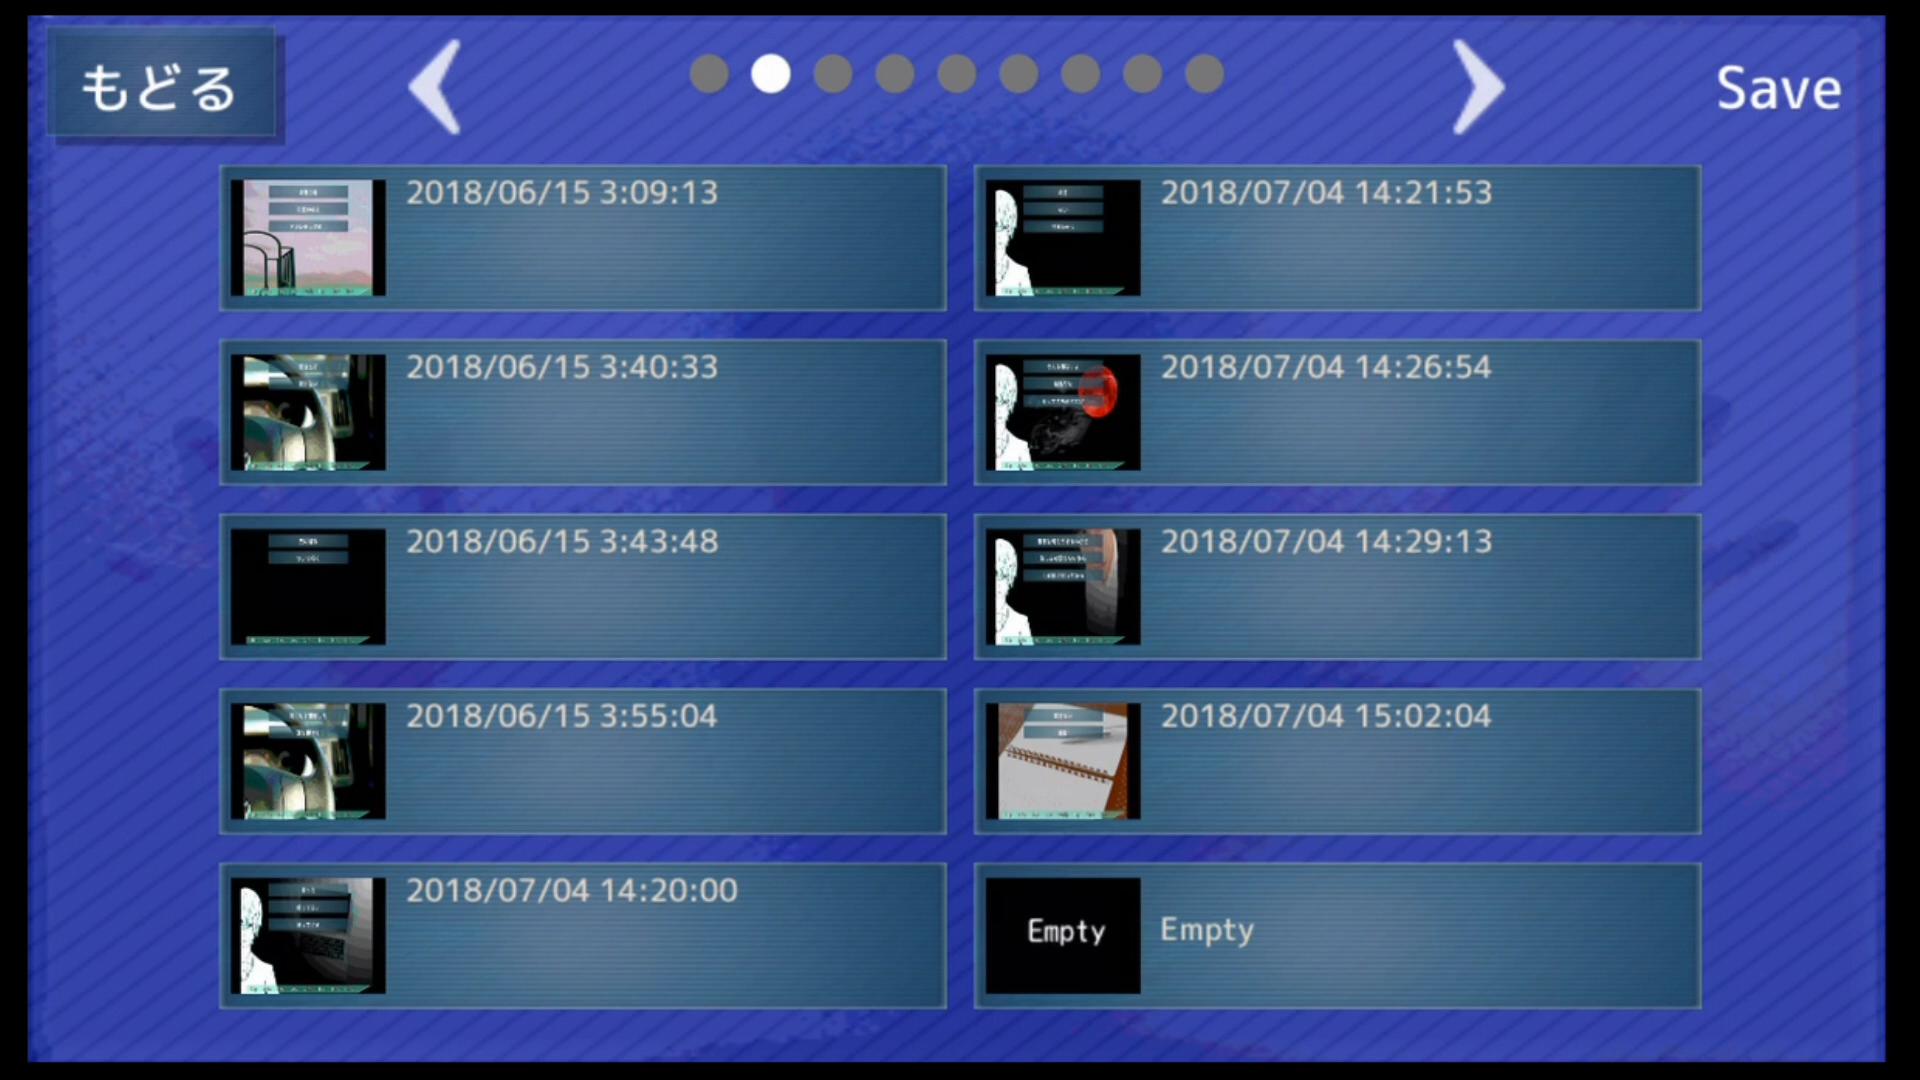 もどる
Save
2018/06/15 3:09:13
2018/06/15 3:40:33
2018/06/15 3:43:48
2018/06/15 3:55:04
2018/07/04 14:20:00
2018/07/04 14:21:53
2018/07/04 14:26:54
2018/07/04 14:29:13
2018/07/04 15:02:04
Empty
Empty